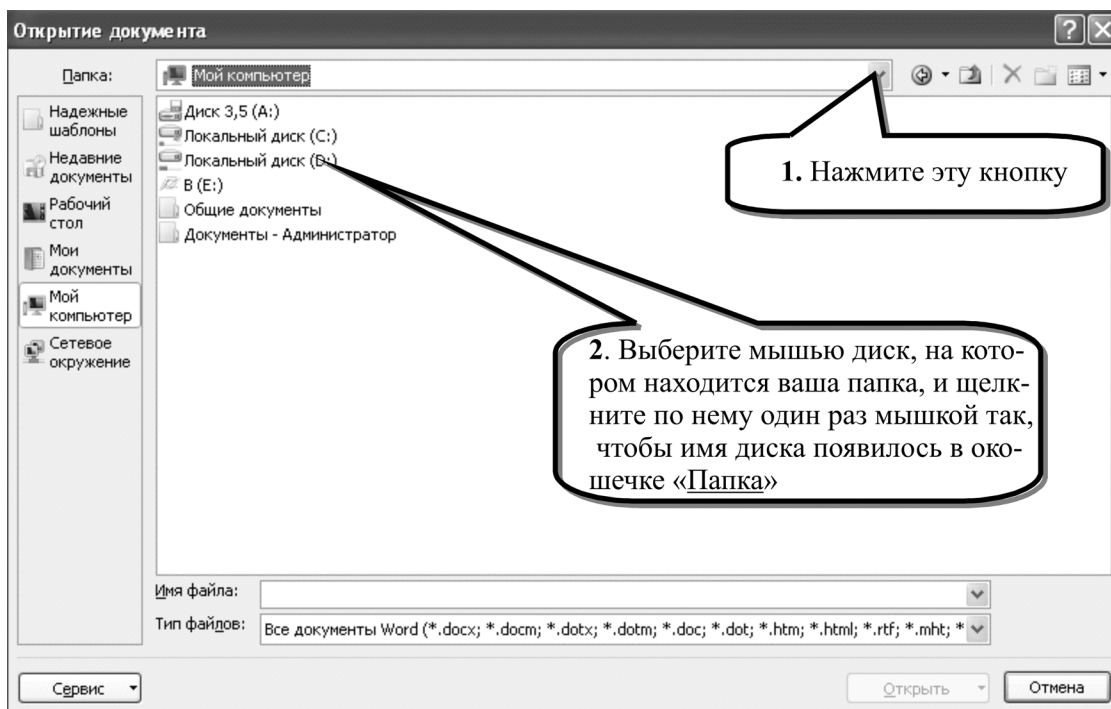 Открытие документа
Папка:
Мой компьютер
Надежные
шаблоны
Недавние
документы
Рабочий
стол
Мои
документы
Мой
компьютер
Сетевое
окружение
Диск 3,5 (A:)
Локальный диск (C:)
Локальный диск (D:)
B (E:)
Общие документы
Документы - Администратор
1. Нажмите эту кнопку
2. Выберите мышью диск, на кото-
ром находится ваша папка, и щелк-
ните по нему один раз мышкой так,
чтобы имя диска появилось в око-
шечке «Папка»
Имя файла:
Тип файлов:
Все документы Word (*.docx; *.docm; *.dotx; *.dotm; *.doc; *.dot; *.htm; *.html; *.rtf; *.mht; *
Сервис
Открыть
Отмена